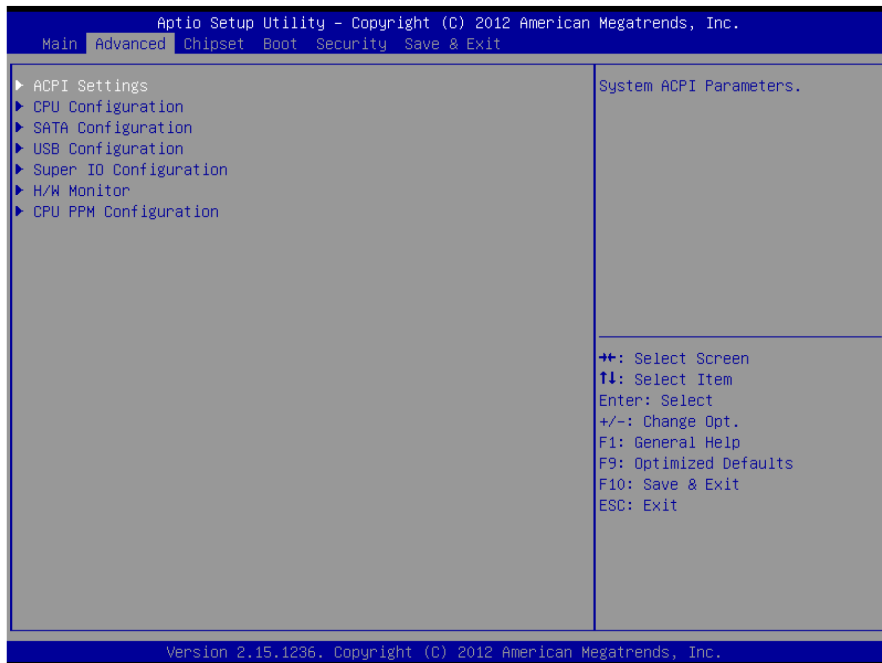 Aptio Setup Utility – Copyright (C) 2012 American Megatrends, Inc.
Main Advanced Chipset Boot Security Save & Exit
▶ ACPI Settings
▶ CPU Configuration
▶ SATA Configuration
▶ USB Configuration
▶ Super IO Configuration
▶ H/W Monitor
▶ CPU PPM Configuration
System ACPI Parameters.
→←: Select Screen
↑↓: Select Item
Enter: Select
+/-: Change Opt.
F1: General Help
F9: Optimized Defaults
F10: Save & Exit
ESC: Exit
Version 2.15.1236. Copyright (C) 2012 American Megatrends, Inc.